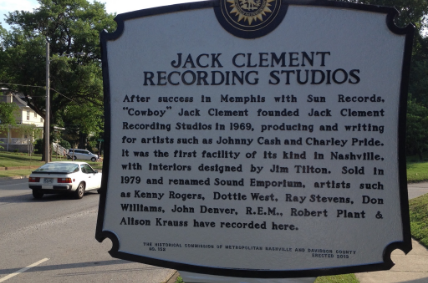 JACK CLEMENT
RECORDING STUDIOS
After success in Memphis with Sun Records,
"Cowboy" Jack Clement founded Jack Clement
Recording Studios in 1969, producing and writing
for artists such as Johnny Cash and Charley Pride.
It was the first facility of its kind in Nashville,
with interiors designed by Jim Tilton. Sold in
1979 and renamed Sound Emporium, artists such
as Kenny Rogers, Dottie West, Ray Stevens, Don
Williams, John Denver, R.E.M., Robert Plant &
Alison Krauss have recorded here.
THE HISTORICAL COMMISSION OF METROPOLITAN NASHVILLE AND DAVIDSON COUNTY
NO. ERECTED